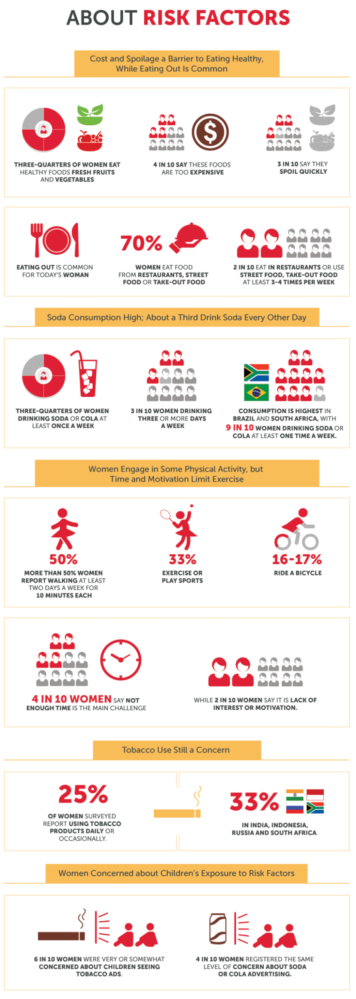 ABOUT RISK FACTORS
Cost and Spoilage a Barrier to Eating Healthy,
While Eating Out Is Common
$
THREE-QUARTERS OF WOMEN EAT
HEALTHY FOODS FRESH FRUITS
AND VEGETABLES
4 IN 10 SAY THESE FOODS
ARE TOO EXPENSIVE
3 IN 10 SAY THEY
SPOIL QUICKLY
EATING OUT IS COMMON
FOR TODAY'S WOMAN
70%
WOMEN EAT FOOD
FROM RESTAURANTS, STREET
FOOD OR TAKE-OUT FOOD
2 IN 10 EAT IN RESTAURANTS OR USE
STREET FOOD, TAKE-OUT FOOD
AT LEAST 3-4 TIMES PER WEEK
Soda Consumption High; About a Third Drink Soda Every Other Day
THREE-QUARTERS OF WOMEN
DRINKING SODA OR COLA AT
LEAST ONCE A WEEK
3 IN 10 WOMEN DRINKING
THREE OR MORE DAYS
A WEEK
CONSUMPTION IS HIGHEST IN
BRAZIL AND SOUTH AFRICA, WITH
9 IN 10 WOMEN DRINKING SODA OR
COLA AT LEAST ONE TIME A WEEK.
Women Engage in Some Physical Activity, but
Time and Motivation Limit Exercise
50%
MORE THAN 50% WOMEN
REPORT WALKING AT LEAST
TWO DAYS A WEEK FOR
10 MINUTES EACH
33%
EXERCISE OR
PLAY SPORTS
16-17%
RIDE A BICYCLE
4 IN 10 WOMEN SAY NOT
ENOUGH TIME IS THE MAIN CHALLENGE
WHILE 2 IN 10 WOMEN SAY IT IS LACK OF
INTEREST OR MOTIVATION.
Tobacco Use Still a Concern
25%
OF WOMEN SURVEYED
REPORT USING TOBACCO
PRODUCTS DAILY OR
OCCASIONALLY.
33%
IN INDIA, INDONESIA,
RUSSIA AND SOUTH AFRICA.
Women Concerned about Children's Exposure to Risk Factors
6 IN 10 WOMEN WERE VERY OR SOMEWHAT
CONCERNED ABOUT CHILDREN SEEING
TOBACCO ADS.
4 IN 10 WOMEN REGISTERED THE SAME
LEVEL OF CONCERN ABOUT SODA
OR COLA ADVERTISING.